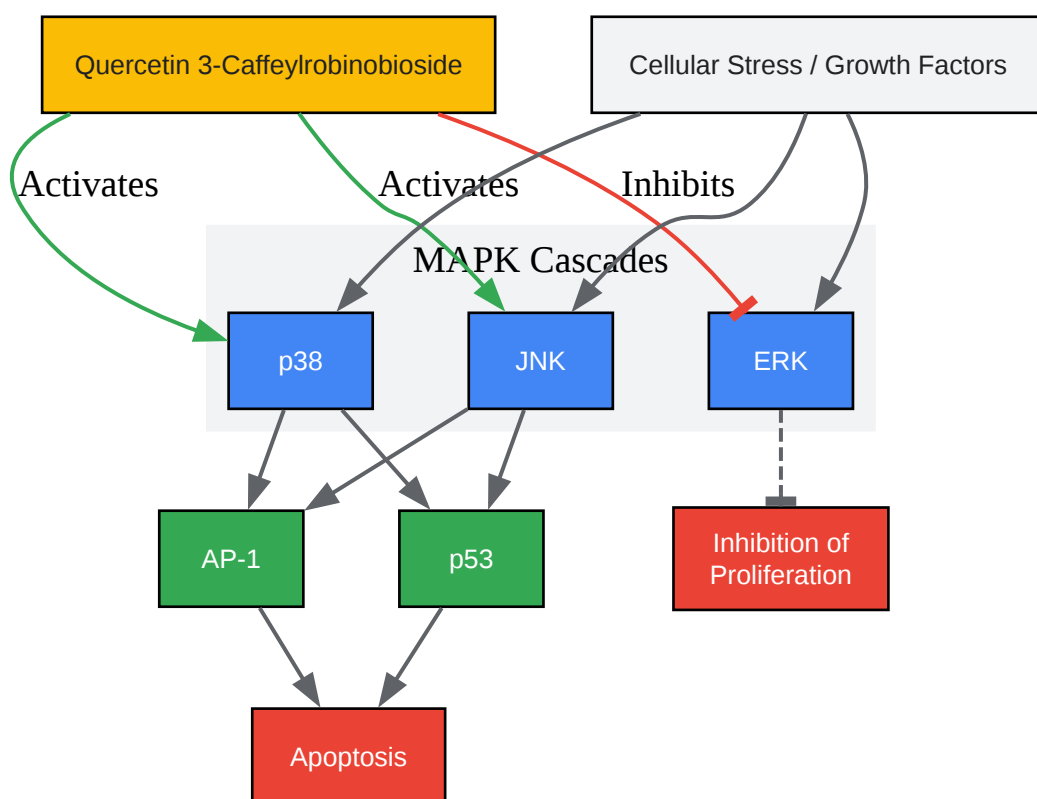 Quercetin 3-Caffeylrobinobioside
Cellular Stress / Growth Factors
Activates
Activates
Inhibits
MAPK Cascades
p38
JNK
ERK
AP-1
p53
Inhibition of
Proliferation
Apoptosis